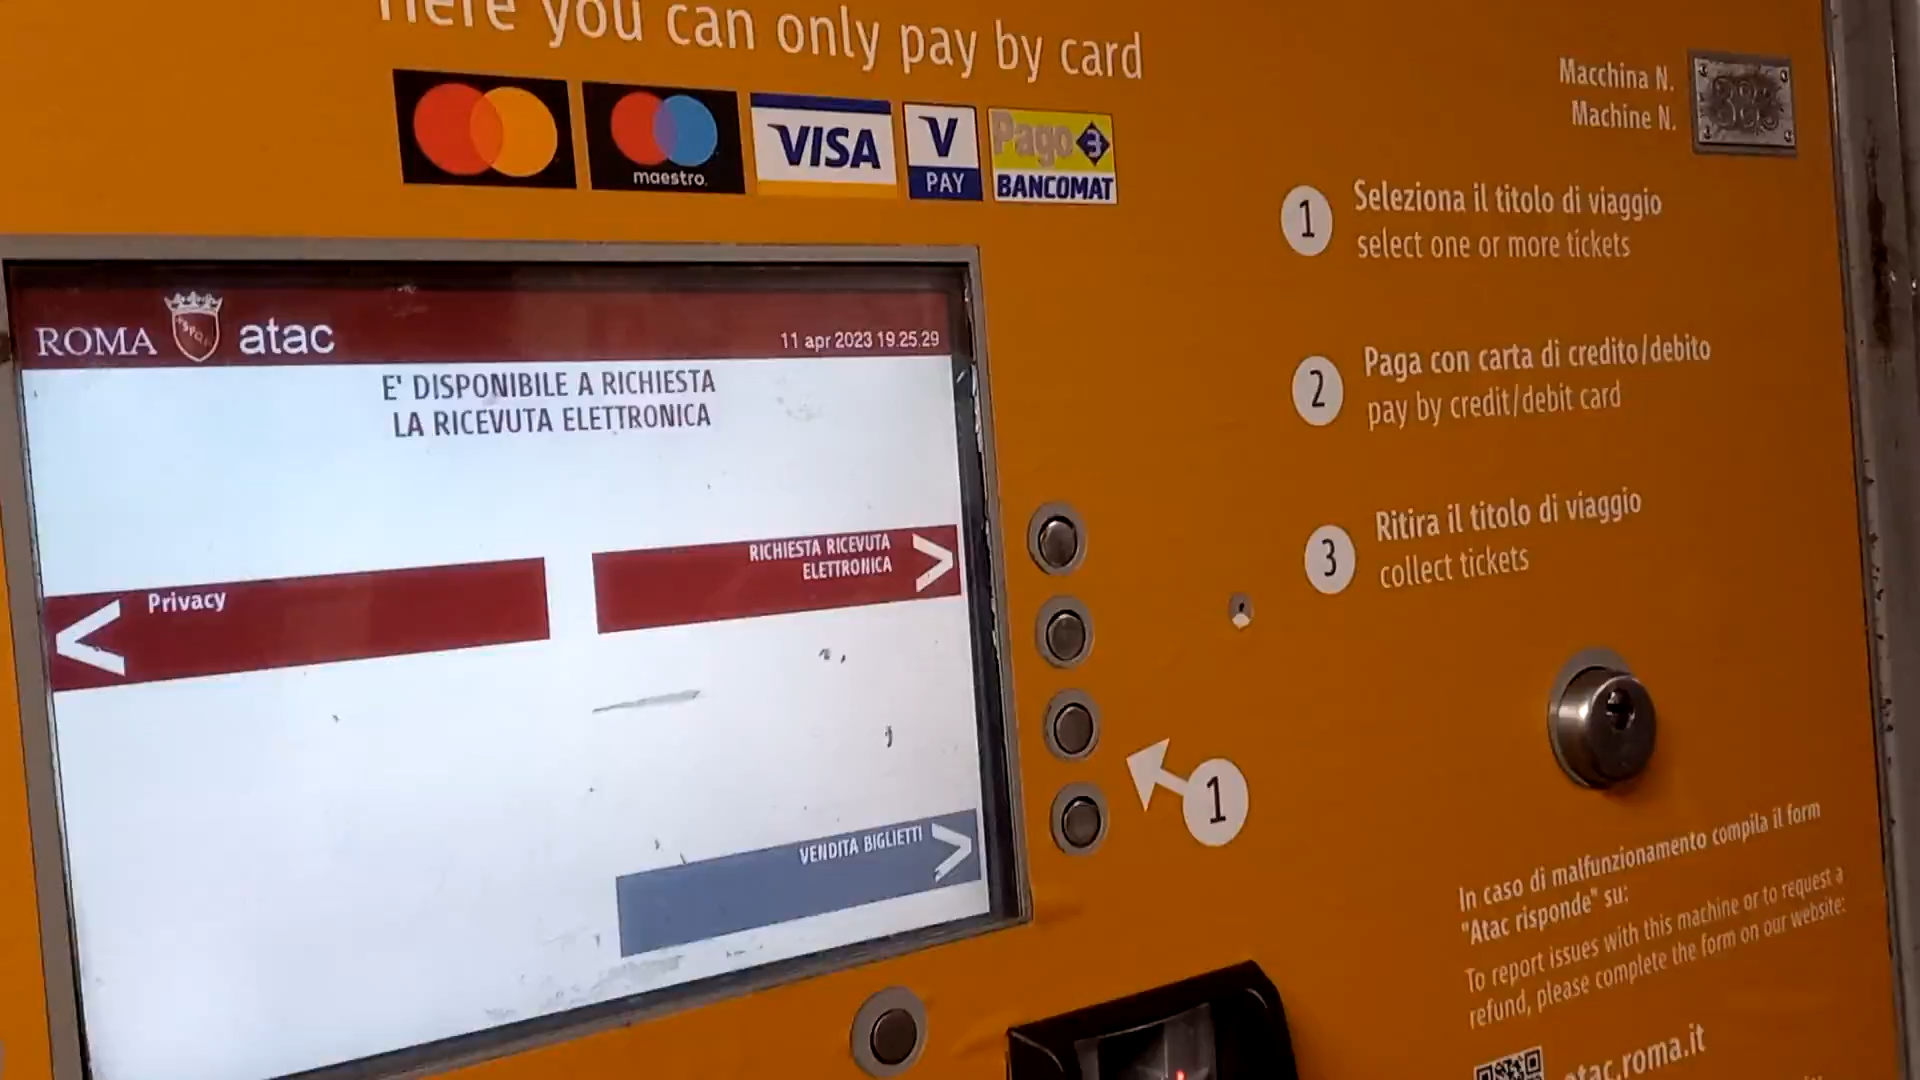 Here you can only pay by card
maestro.
VISA
V
PAY
Pago
BANCOMAT
Macchina N.
Machine N.
1
Seleziona il titolo di viaggio
select one or more tickets
2
Paga con carta di credito/debito
pay by credit/debit card
3
Ritira il titolo di viaggio
collect tickets
ROMA
atac
11 apr 2023 19.25.29
E' DISPONIBILE A RICHIESTA
LA RICEVUTA ELETTRONICA
< Privacy
RICHIESTA RICEVUTA >
ELETTRONICA
VENDITA BIGLIETTI >
1
In caso di malfunzionamento compila il form
"Atac risponde" su:
To report issues with this machine or to request a
refund, please complete the form on our website:
atac.roma.it